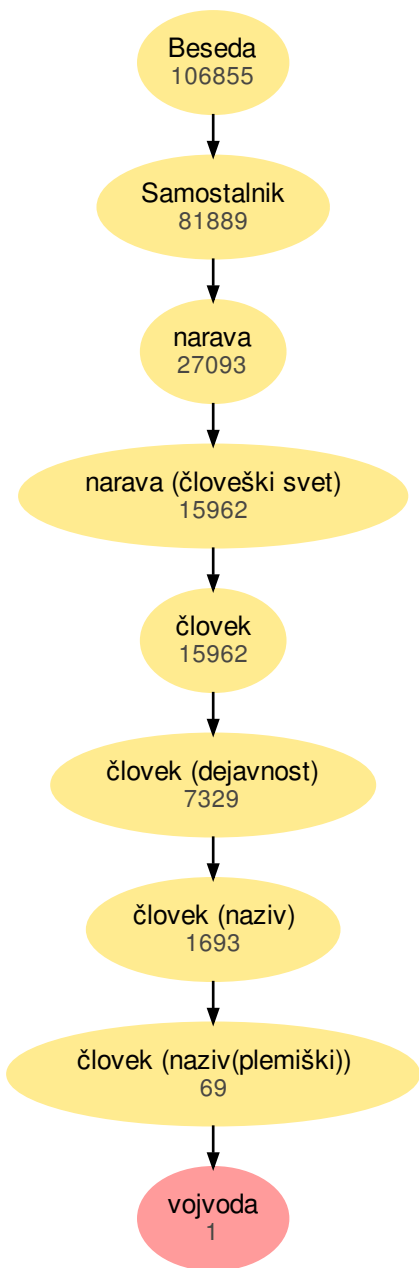 Beseda
106855
Samostalnik
81889
narava
27093
narava (človeški svet)
15962
človek
15962
človek (dejavnost)
7329
človek (naziv)
1693
človek (naziv(plemiški))
69
vojvoda
1